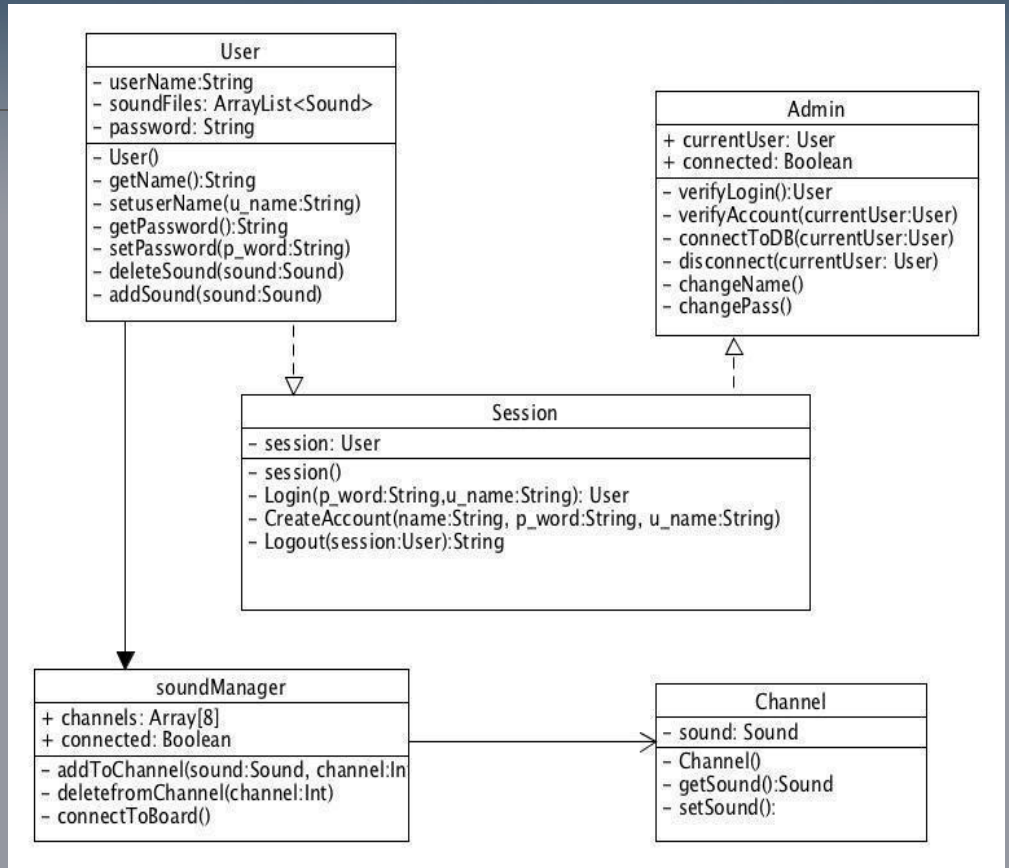 User
- userName:String
- soundFiles: ArrayList<Sound>
- password: String
- User()
- getName():String
- setuserName(u_name:String)
- getPassword():String
- setPassword(p_word:String)
- deleteSound(sound:Sound)
- addSound(sound:Sound)
Admin
+ currentUser: User
+ connected: Boolean
- verifyLogin():User
- verifyAccount(currentUser:User)
- connectToDB(currentUser:User)
- disconnect(currentUser: User)
- changeName()
- changePass()
Session
- session: User
- session()
- Login(p_word:String,u_name:String): User
- CreateAccount(name:String, p_word:String, u_name:String)
- Logout(session:User):String
soundManager
+ channels: Array[8]
+ connected: Boolean
- addToChannel(sound:Sound, channel:In
- deletefromChannel(channel:Int)
- connectToBoard()
Channel
- sound: Sound
- Channel()
- getSound():Sound
- setSound():